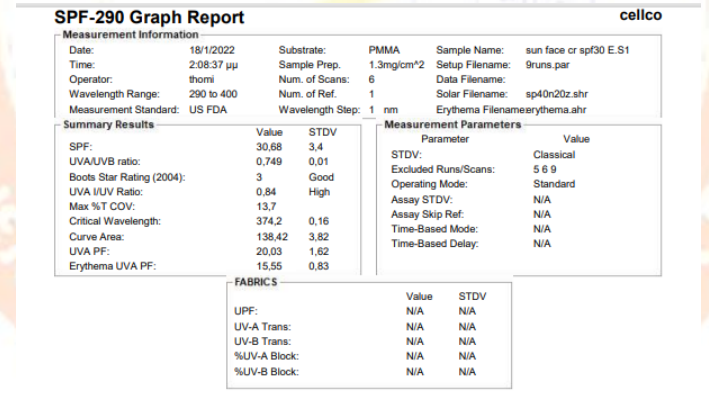 SPF-290 Graph Report cellco
Measurement Information
Date: 18/1/2022 Substrate: PMMA Sample Name: sun face cr spf30 E.S1
Time: 2:08:37 μμ Sample Prep. 1.3mg/cm^2 Setup Filename: 9runs.par
Operator: thomi Num. of Scans: 6 Data Filename:
Wavelength Range: 290 to 400 Num. of Ref. 1 Solar Filename: sp40n20z.shr
Measurement Standard: US FDA Wavelength Step: 1 nm Erythema Filename:erythema.ahr
Summary Results
Value STDV
SPF: 30,68 3,4
UVA/UVB ratio: 0,749 0,01
Boots Star Rating (2004): 3 Good
UVA I/UV Ratio: 0,84 High
Max %T COV: 13,7
Critical Wavelength: 374,2 0,16
Curve Area: 138,42 3,82
UVA PF: 20,03 1,62
Erythema UVA PF: 15,55 0,83
Measurement Parameters
Parameter Value
STDV: Classical
Excluded Runs/Scans: 5 6 9
Operating Mode: Standard
Assay STDV: N/A
Assay Skip Ref: N/A
Time-Based Mode: N/A
Time-Based Delay: N/A
FABRICS
Value STDV
UPF: N/A N/A
UV-A Trans: N/A N/A
UV-B Trans: N/A N/A
%UV-A Block: N/A N/A
%UV-B Block: N/A N/A